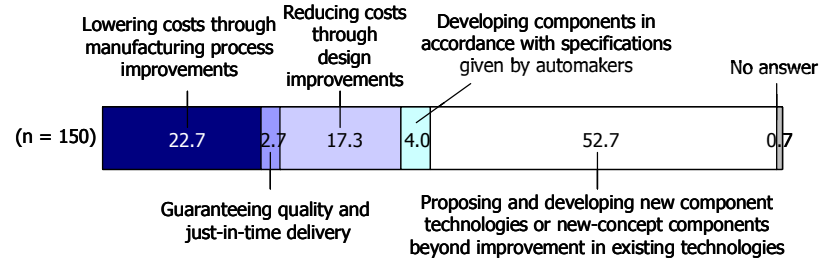 Lowering costs through
manufacturing process
improvements
Reducing costs
through
design
improvements
Developing components in
accordance with specifications
given by automakers
No answer
(n = 150)
22.7
2.7
17.3
4.0
52.7
0.7
Guaranteeing quality and
just-in-time delivery
Proposing and developing new component
technologies or new-concept components
beyond improvement in existing technologies